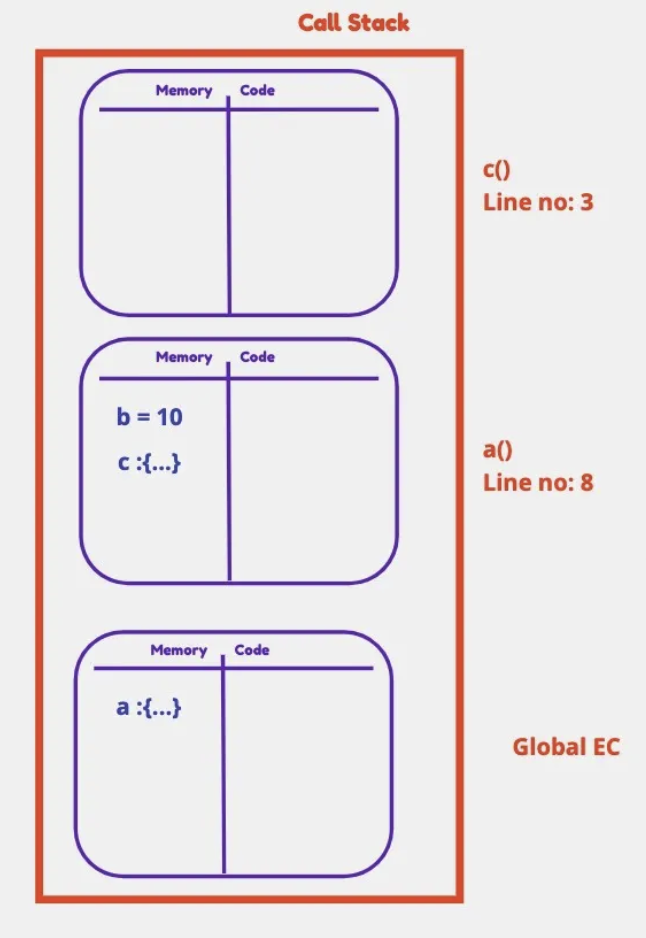 Call Stack
Memory Code
c()
Line no: 3
Memory Code
b = 10
c :{...}
a()
Line no: 8
Memory Code
a :{...}
Global EC